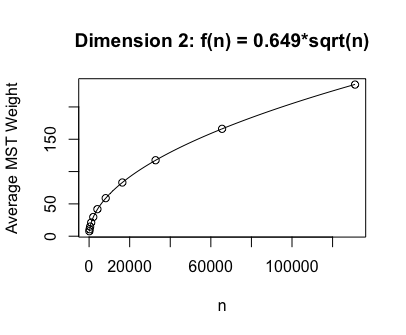 Dimension 2: f(n) = 0.649*sqrt(n)
Average MST Weight
150
50
0
0 20000 60000 100000
n